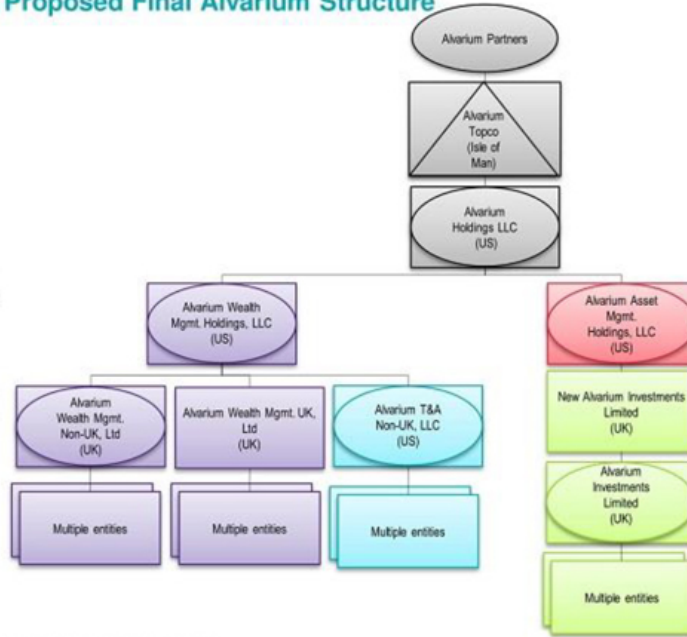 Proposed Final Alvarium Structure
Alvarium Partners
Alvarium
Topco
(Isle of
Man)
Alvarium
Holdings LLC
(US)
Alvarium Wealth
Mgmt. Holdings, LLC
(US)
Alvarium Asset
Mgmt.
Holdings, LLC
(US)
Alvarium
Wealth Mgmt.
Non-UK, Ltd
(UK)
Alvarium Wealth Mgmt. UK,
Ltd
(UK)
Alvarium T&A
Non-UK, LLC
(US)
New Alvarium Investments
Limited
(UK)
Alvarium
Investments
Limited
(UK)
Multiple entities
Multiple entities
Multiple entities
Multiple entities